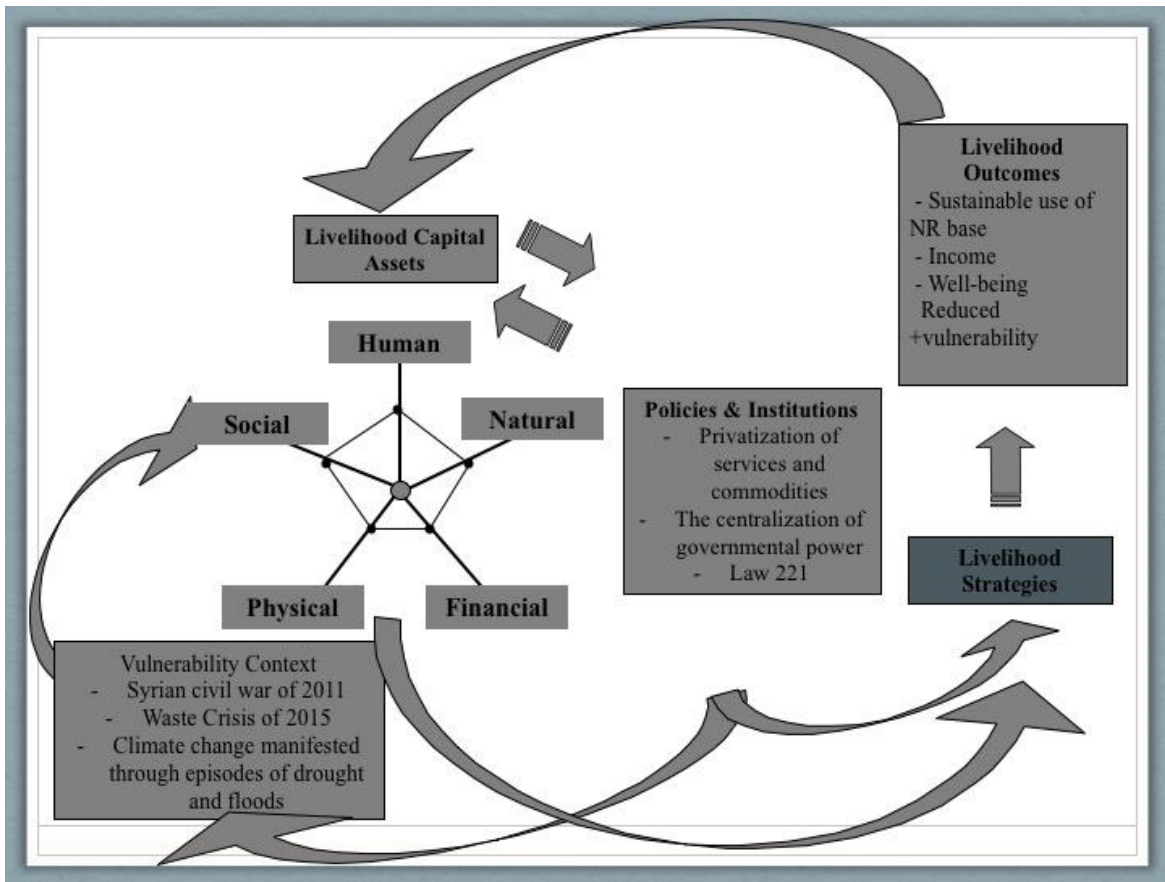 Livelihood
Outcomes
- Sustainable use of
NR base
- Income
- Well-being
Reduced
+vulnerability
Livelihood Capital
Assets
Human
Social
Natural
Physical
Financial
Policies & Institutions
- Privatization of
services and
commodities
- The centralization of
governmental power
- Law 221
Livelihood
Strategies
Vulnerability Context
- Syrian civil war of 2011
- Waste Crisis of 2015
- Climate change manifested
through episodes of drought
and floods